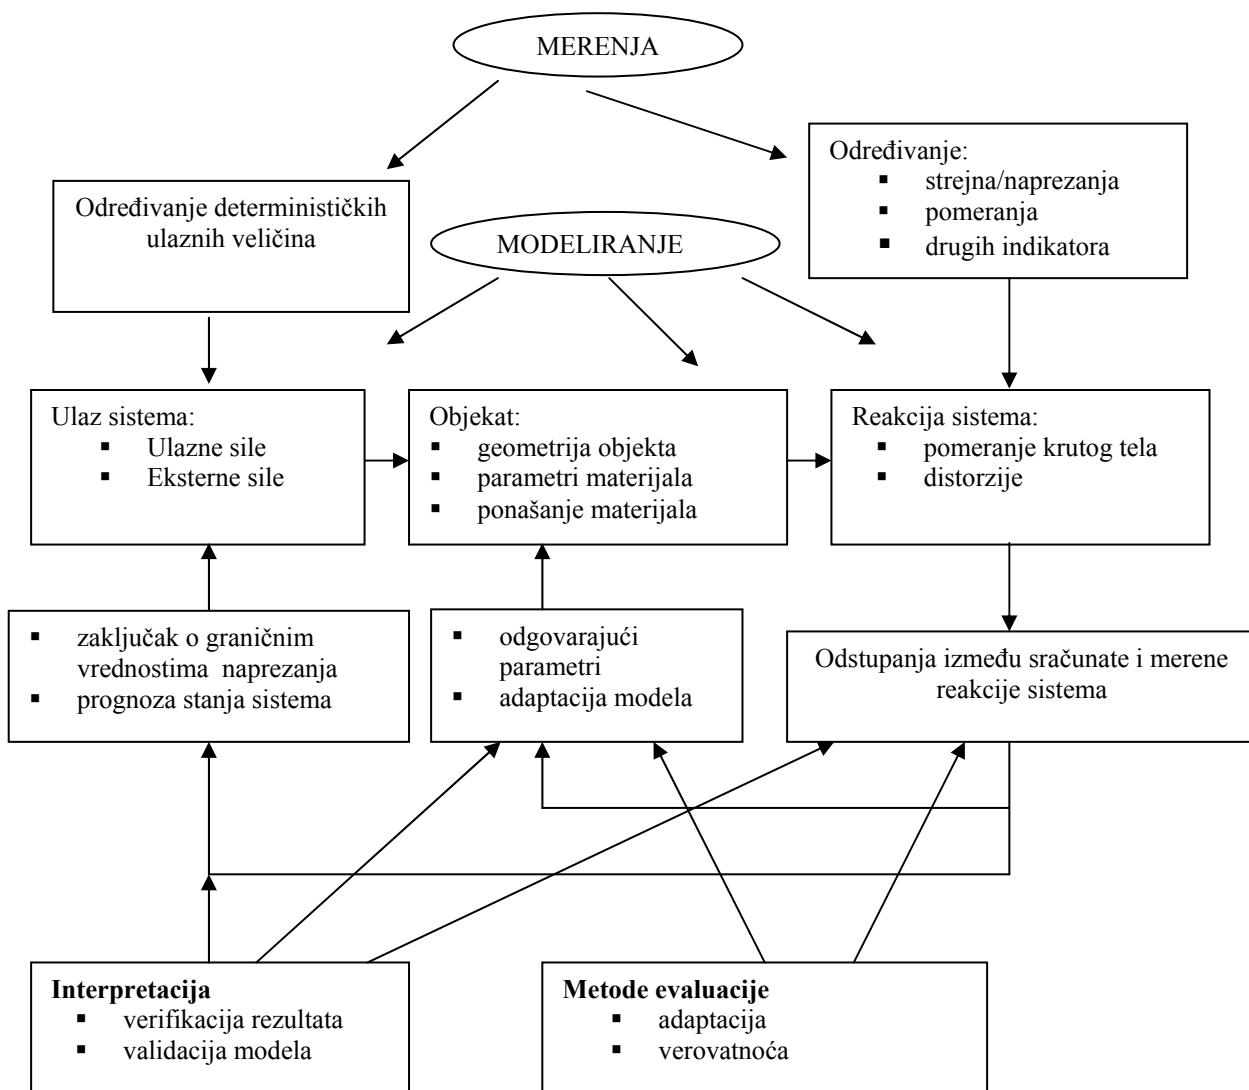 MERENJA
Određivanje:
▪ strejna/naprezanja
▪ pomeranja
▪ drugih indikatora
Određivanje determinističkih
ulaznih veličina
MODELIRANJE
Ulaz sistema:
▪ Ulazne sile
▪ Eksterne sile
Objekat:
▪ geometrija objekta
▪ parametri materijala
▪ ponašanje materijala
Reakcija sistema:
▪ pomeranje krutog tela
▪ distorzije
▪ zaključak o graničnim
vrednostima naprezanja
▪ prognoza stanja sistema
▪ odgovarajući
parametri
▪ adaptacija modela
Odstupanja između sračunate i merene
reakcije sistema
Interpretacija
▪ verifikacija rezultata
▪ validacija modela
Metode evaluacije
▪ adaptacija
▪ verovatnoća